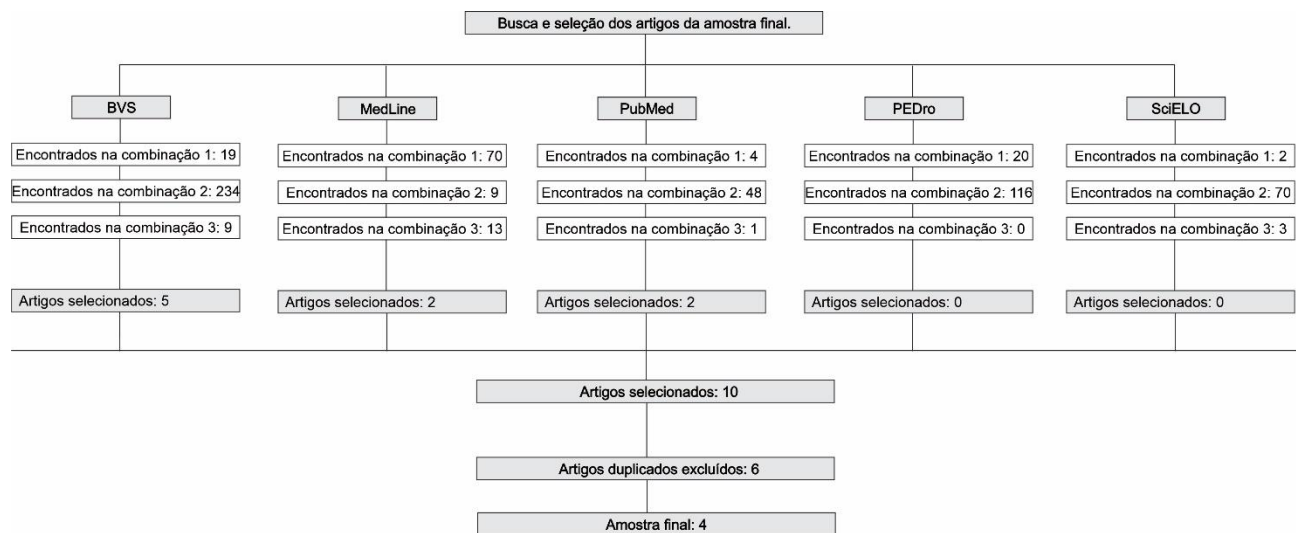 Busca e seleção dos artigos da amostra final.
BVS
MedLine
PubMed
PEDro
SciELO
Encontrados na combinação 1: 19
Encontrados na combinação 1: 70
Encontrados na combinação 1: 4
Encontrados na combinação 1: 20
Encontrados na combinação 1: 2
Encontrados na combinação 2: 234
Encontrados na combinação 2: 9
Encontrados na combinação 2: 48
Encontrados na combinação 2: 116
Encontrados na combinação 2: 70
Encontrados na combinação 3: 9
Encontrados na combinação 3: 13
Encontrados na combinação 3: 1
Encontrados na combinação 3: 0
Encontrados na combinação 3: 3
Artigos selecionados: 5
Artigos selecionados: 2
Artigos selecionados: 2
Artigos selecionados: 0
Artigos selecionados: 0
Artigos selecionados: 10
Artigos duplicados excluídos: 6
Amostra final: 4